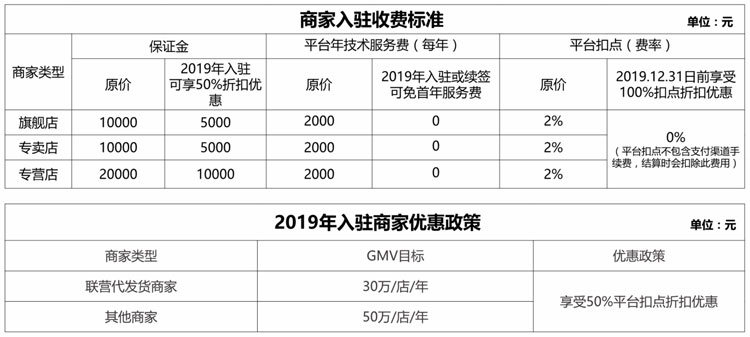 商家入驻收费标准
单位：元
商家类型
保证金
平台年技术服务费（每年）
平台扣点（费率）
原价
2019年入驻
可享50%折扣优
惠
原价
2019年入驻或续签
可免首年服务费
原价
2019.12.31日前享受
100%扣点折扣优惠
旗舰店 10000 5000 2000 0 2%
专卖店 10000 5000 2000 0 2%
专营店 20000 10000 2000 0 2%
0%
（平台扣点不包含支付渠道手
续费，结算时会扣除此费用）
2019年入驻商家优惠政策
单位：元
商家类型 GMV目标 优惠政策
联营代发货商家 30万/店/年
其他商家 50万/店/年
享受50%平台扣点折扣优惠